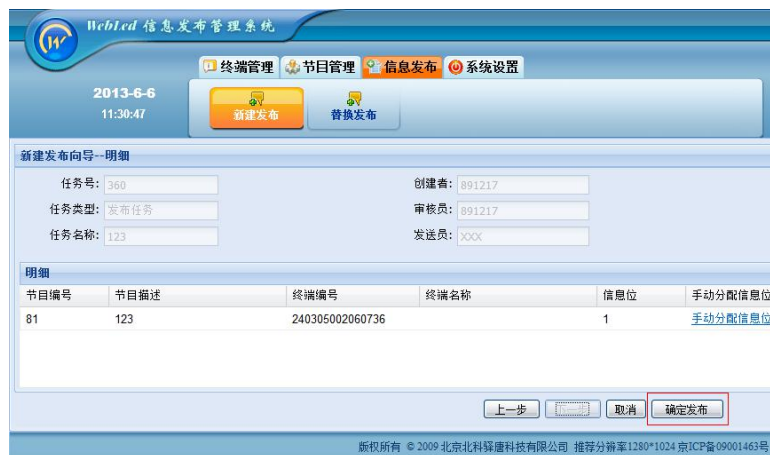 WebLed 信息发布管理系统
终端管理 节目管理 信息发布 系统设置
2013-6-6
11:30:47
新建发布 替换发布
新建发布向导--明细
任务号: 360 创建者: 891217
任务类型: 发布任务 审核员: 891217
任务名称: 123 发送员: XXX
明细
节目编号 节目描述 终端编号 终端名称 信息位 手动分配信息位
81 123 240305002060736 1 手动分配信息位
上一步 下一步 取消 确定发布
版权所有 © 2009 北京北科驿唐科技有限公司 推荐分辨率1280*1024 京ICP备09001463号